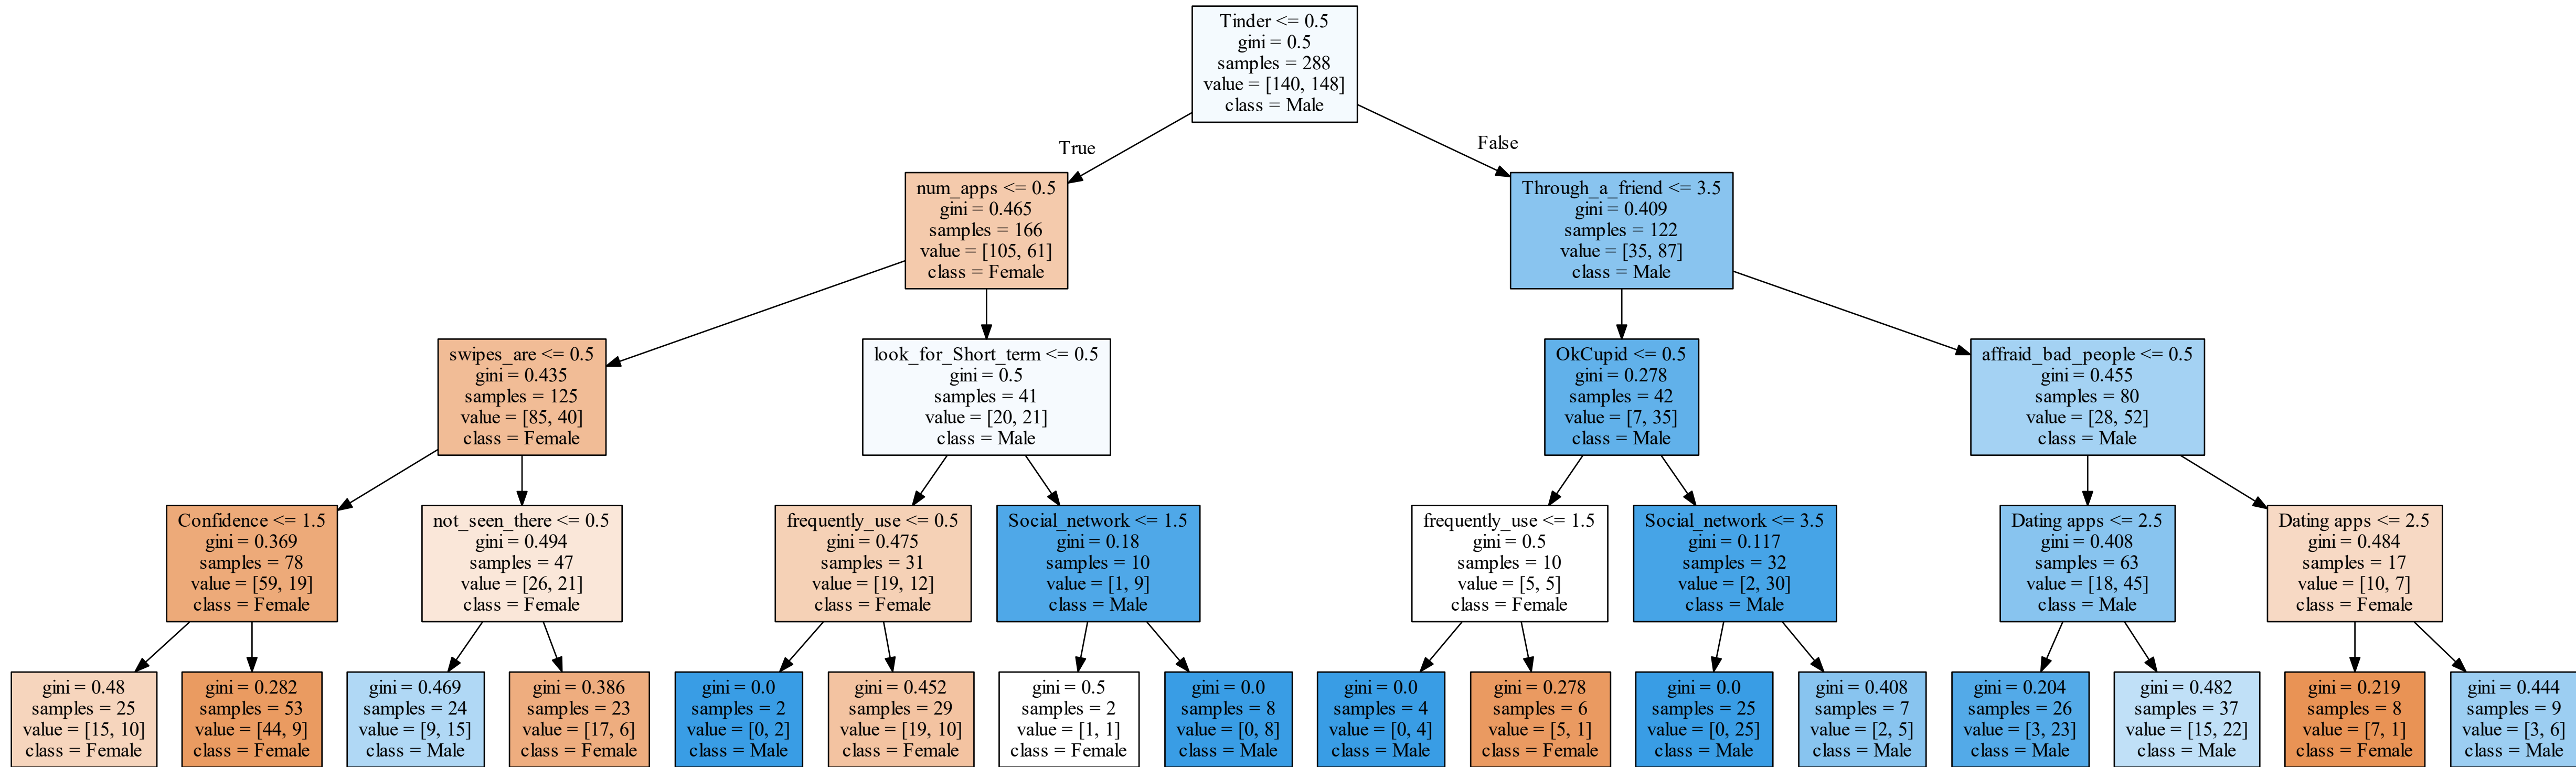 Tinder <= 0.5
gini = 0.5
samples = 288
value = [140, 148]
class = Male
True
False
num_apps <= 0.5
gini = 0.465
samples = 166
value = [105, 61]
class = Female
Through_a_friend <= 3.5
gini = 0.409
samples = 122
value = [35, 87]
class = Male
swipes_are <= 0.5
gini = 0.435
samples = 125
value = [85, 40]
class = Female
look_for_Short_term <= 0.5
gini = 0.5
samples = 41
value = [20, 21]
class = Male
OkCupid <= 0.5
gini = 0.278
samples = 42
value = [7, 35]
class = Male
affraid_bad_people <= 0.5
gini = 0.455
samples = 80
value = [28, 52]
class = Male
Confidence <= 1.5
gini = 0.369
samples = 78
value = [59, 19]
class = Female
not_seen_there <= 0.5
gini = 0.494
samples = 47
value = [26, 21]
class = Female
frequently_use <= 0.5
gini = 0.475
samples = 31
value = [19, 12]
class = Female
Social_network <= 1.5
gini = 0.18
samples = 10
value = [1, 9]
class = Male
frequently_use <= 1.5
gini = 0.5
samples = 10
value = [5, 5]
class = Female
Social_network <= 3.5
gini = 0.117
samples = 32
value = [2, 30]
class = Male
Dating apps <= 2.5
gini = 0.408
samples = 63
value = [18, 45]
class = Male
Dating apps <= 2.5
gini = 0.484
samples = 17
value = [10, 7]
class = Female
gini = 0.48
samples = 25
value = [15, 10]
class = Female
gini = 0.282
samples = 53
value = [44, 9]
class = Female
gini = 0.469
samples = 24
value = [9, 15]
class = Male
gini = 0.386
samples = 23
value = [17, 6]
class = Female
gini = 0.0
samples = 2
value = [0, 2]
class = Male
gini = 0.452
samples = 29
value = [19, 10]
class = Female
gini = 0.5
samples = 2
value = [1, 1]
class = Female
gini = 0.0
samples = 8
value = [0, 8]
class = Male
gini = 0.0
samples = 4
value = [0, 4]
class = Male
gini = 0.278
samples = 6
value = [5, 1]
class = Female
gini = 0.0
samples = 25
value = [0, 25]
class = Male
gini = 0.408
samples = 7
value = [2, 5]
class = Male
gini = 0.204
samples = 26
value = [3, 23]
class = Male
gini = 0.482
samples = 37
value = [15, 22]
class = Male
gini = 0.219
samples = 8
value = [7, 1]
class = Female
gini = 0.444
samples = 9
value = [3, 6]
class = Male